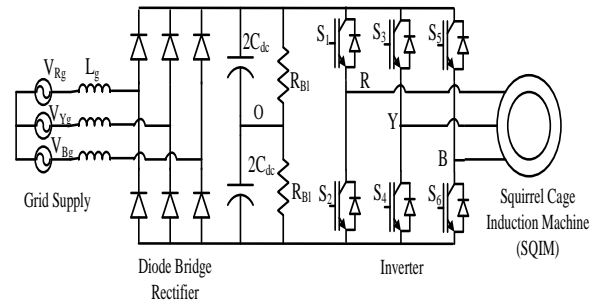 V_Rg
L_g
V_Yg
V_Bg
Grid Supply
2C_dc
R_Bl
O
2C_dc
R_Bl
Diode Bridge
Rectifier
S_1
S_3
S_5
R
Y
B
S_2
S_4
S_6
Inverter
Squirrel Cage
Induction Machine
(SQIM)